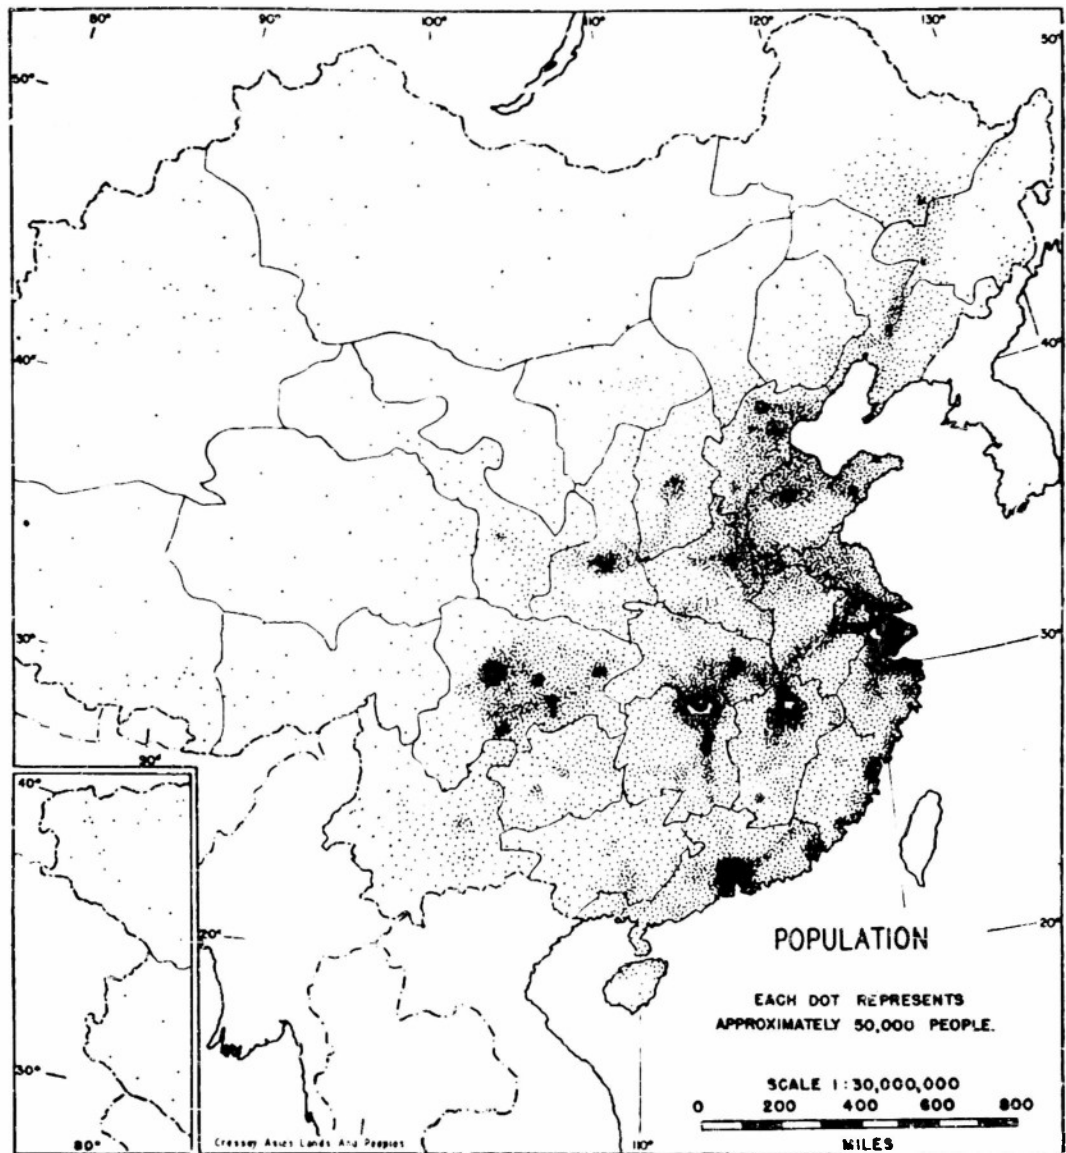 80° 90° 100° 110° 120° 130° 50°
50°
40° 40°
30° 30°
20°
40°
20° 20°
POPULATION
EACH DOT REPRESENTS
APPROXIMATELY 50,000 PEOPLE.
30°
SCALE 1:30,000,000
0 200 400 600 800
MILES
80° Cressey Asia's Lands And Peoples 110°